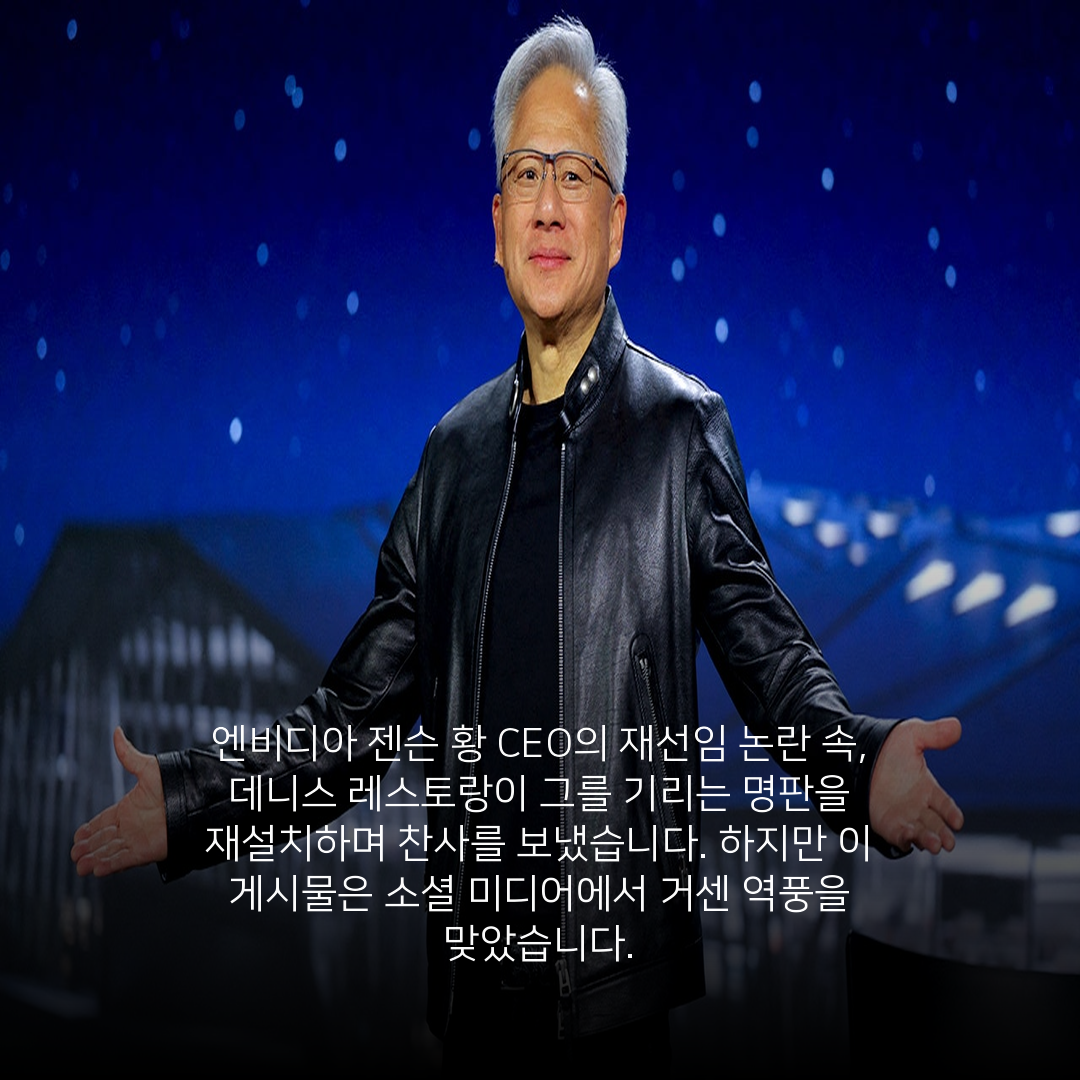 엔비디아 젠슨 황 CEO의 재선임 논란 속,
데니스 레스토랑이 그를 기리는 명판을
재설치하며 찬사를 보냈습니다. 하지만 이
게시물은 소셜 미디어에서 거센 역풍을
맞았습니다.